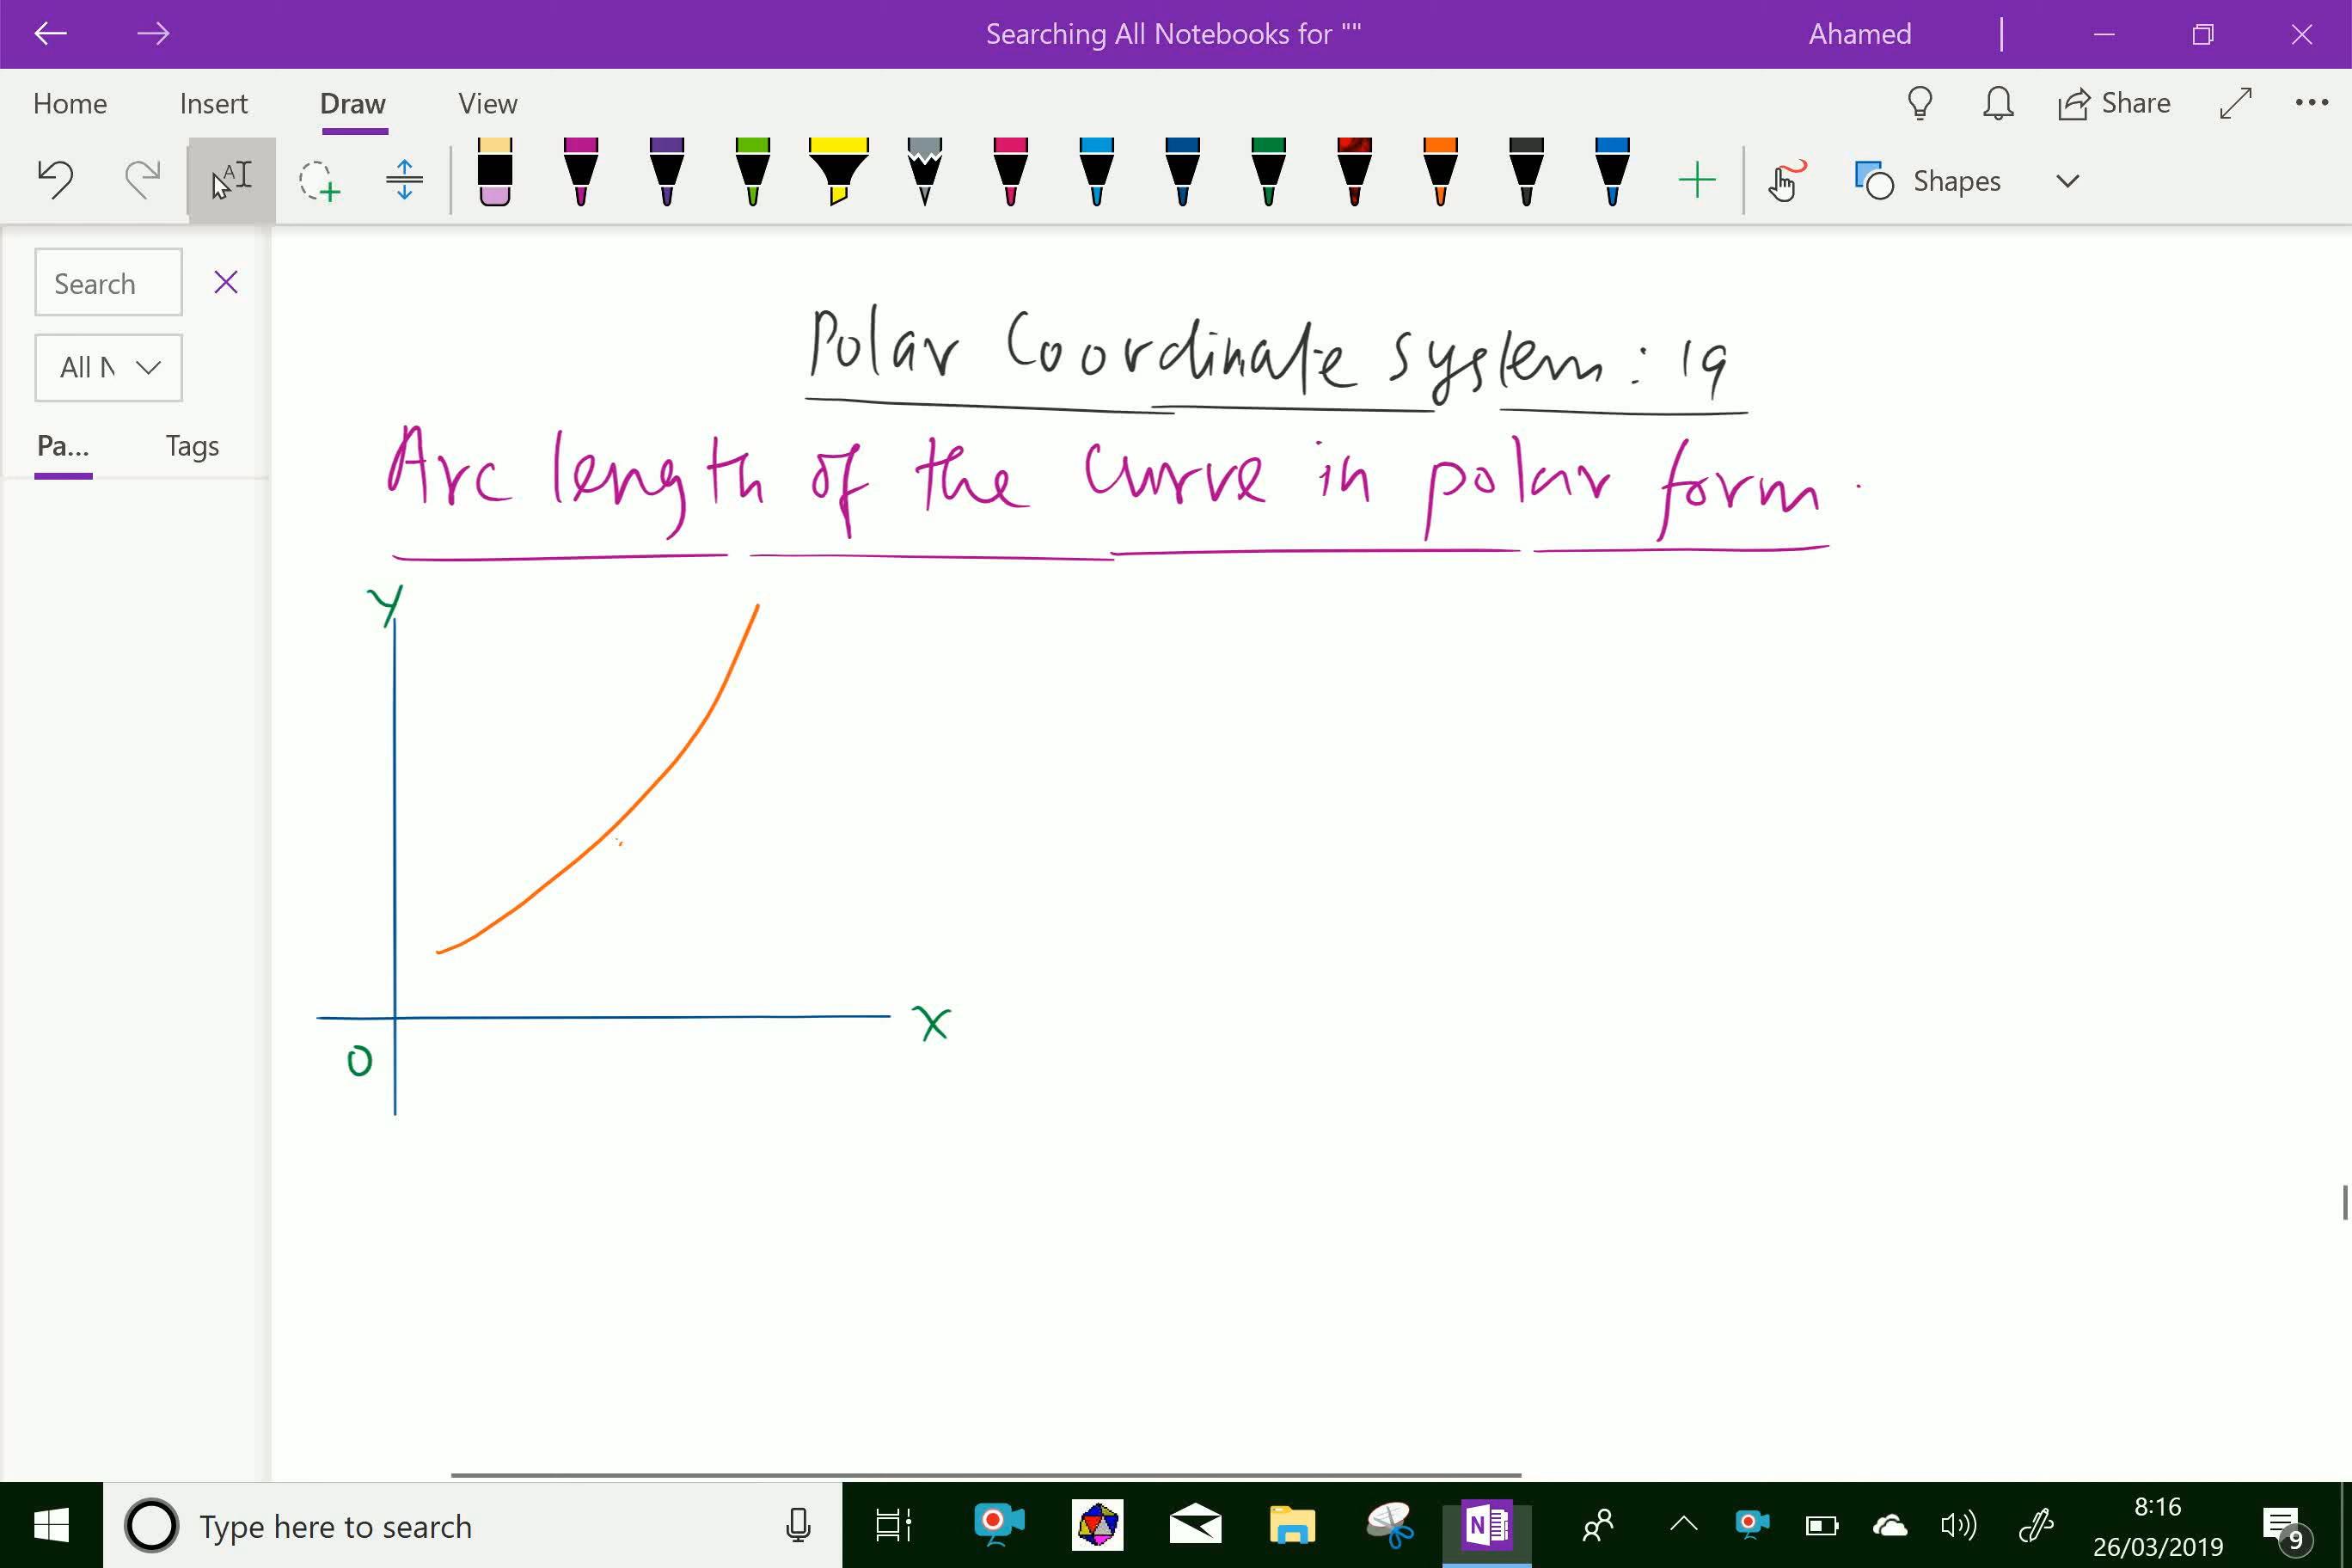 Searching All Notebooks for ""
Ahamed
Home Insert Draw View
Share
Shapes
Search
All N
Pa... Tags
Polar Coordinate system: 19
Arc length of the curve in polar form.
Y
X
O
Type here to search
8:16
26/03/2019
9